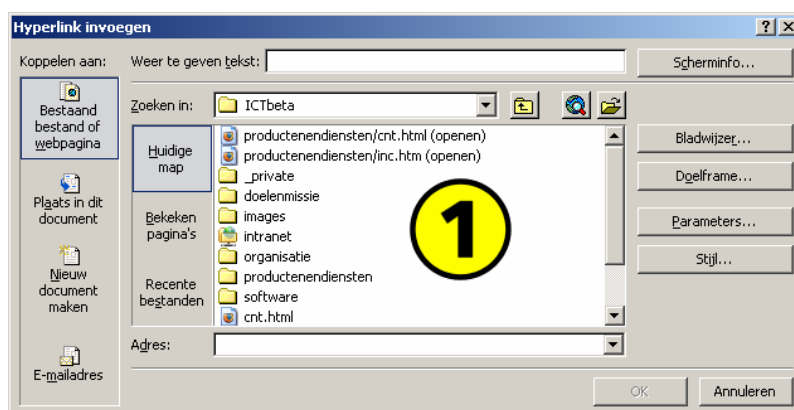 Hyperlink invoegen
Koppelen aan:
Weer te geven tekst:
Scherminfo...
Bestaand
bestand of
webpagina
Plaats in dit
document
Nieuw
document
maken
E-mailadres
Zoeken in:
ICTbeta
Huidige
map
Bekeken
pagina's
Recente
bestanden
productenendiensten/cnt.html (openen)
productenendiensten/inc.htm (openen)
_private
doelenmissie
images
intranet
organisatie
productenendiensten
software
cnt.html
1
Adres:
Bladwijzer...
Doelframe...
Parameters...
Stijl...
OK
Annuleren